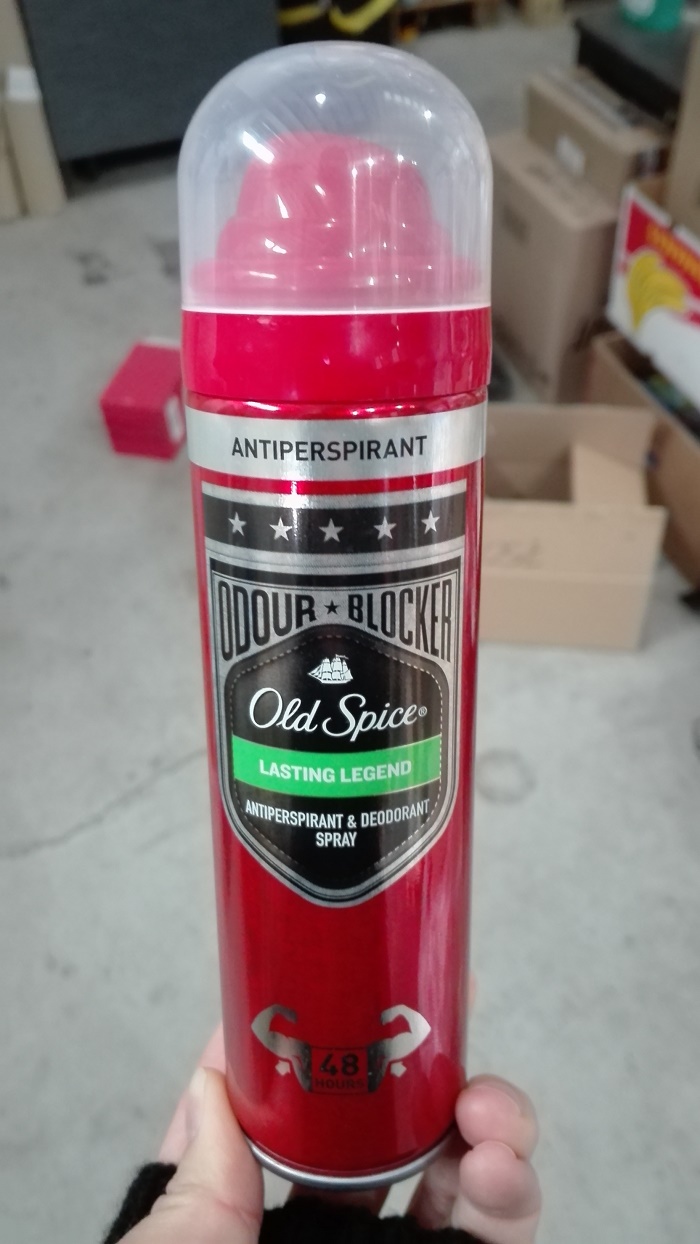 ANTIPERSPIRANT
ODOUR ★ BLOCKER
Old Spice®
LASTING LEGEND
ANTIPERSPIRANT & DEODORANT
SPRAY
48
HOURS